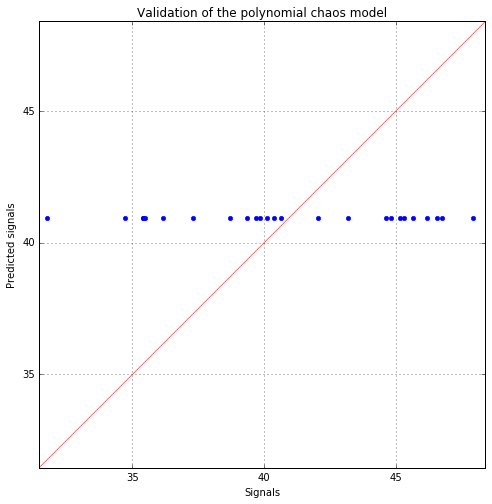 Validation of the polynomial chaos model
45
40
35
Predicted signals
35 40 45
Signals